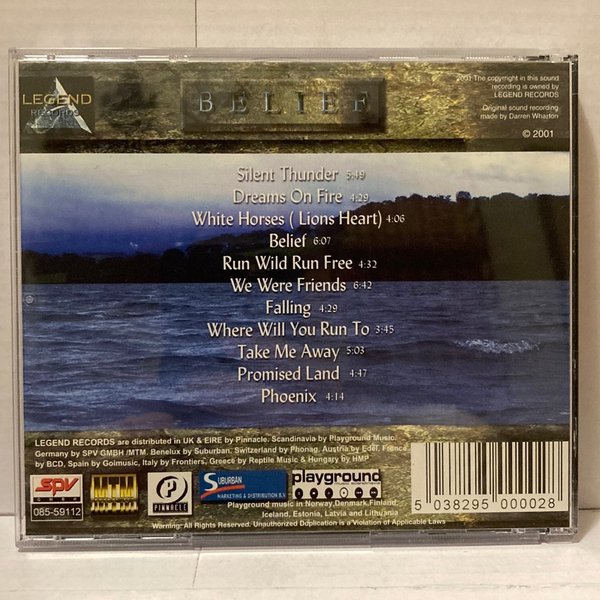 LEGEND
RECORDS
BELIEF
2001 The copyright in this sound
recording is owned by
LEGEND RECORDS
Original sound recording
made by Darren Wharton
© 2001
Silent Thunder 5:49
Dreams On Fire 4:29
White Horses ( Lions Heart) 4:06
Belief 6:07
Run Wild Run Free 4:32
We Were Friends 6:42
Falling 4:29
Where Will You Run To 3:45
Take Me Away 5:03
Promised Land 4:47
Phoenix 4:14
LEGEND RECORDS are distributed in UK & EIRE by Pinnacle. Scandinavia by Playground Music.
Germany by SPV GMBH /MTM. Benelux by Suburban. Switzerland by Phonag. Austria by Edel. France
by BCD, Spain by Goimusic, Italy by Frontiers, Greece by Reptile Music & Hungary by HMP
SPV
085-59112
MTM
PINNACLE
SUBURBAN
MARKETING & DISTRIBUTION B.V.
playground
Playground music in Norway,Denmark,Finland,
Iceland, Estonia, Latvia and Lithuania
Warning: All Rights Reserved. Unauthorized Duplication is a Violation of Applicable Laws
5 038295 000028